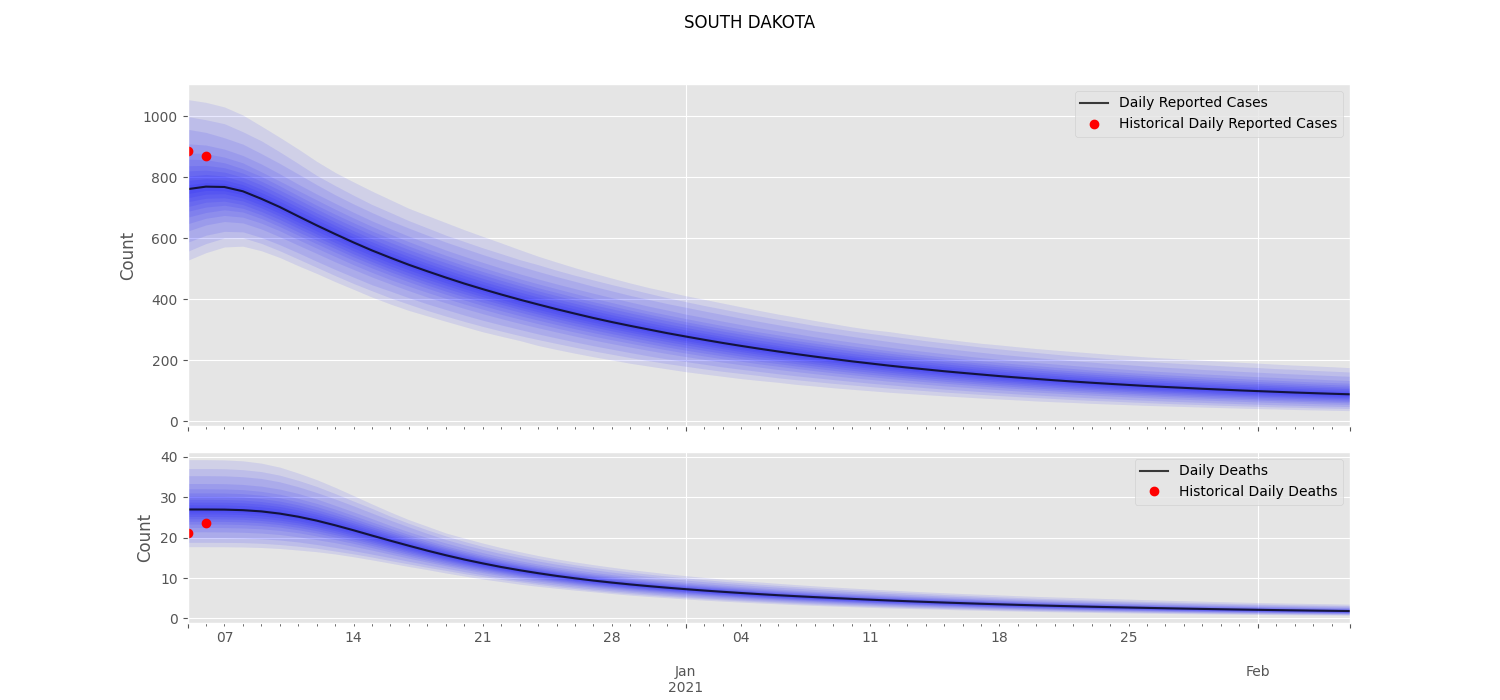 SOUTH DAKOTA
Daily Reported Cases
Historical Daily Reported Cases
Count
1000
800
600
400
200
0
Daily Deaths
Historical Daily Deaths
Count
40
30
20
10
0
07 14 21 28 04 11 18 25
Jan Feb
2021